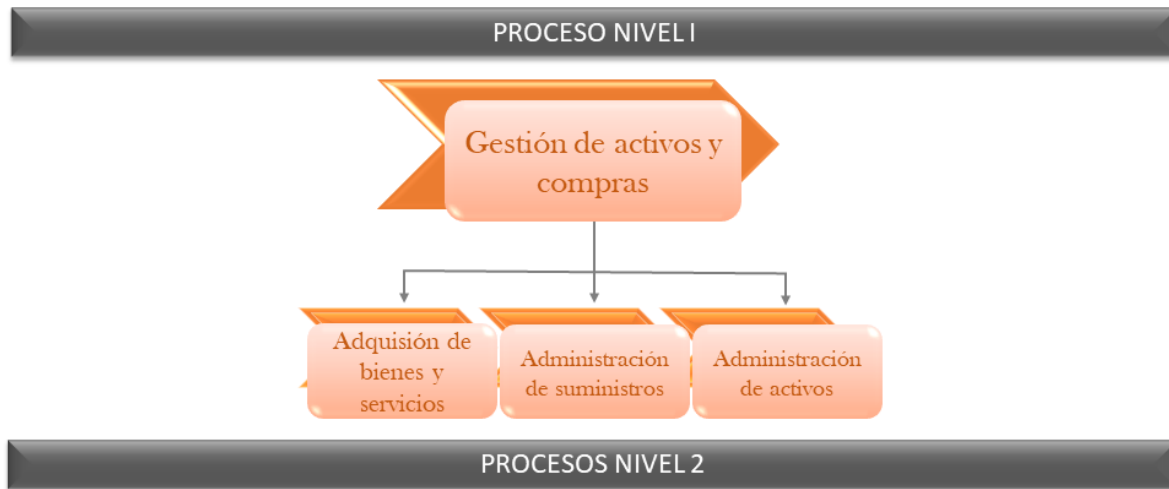 PROCESO NIVEL I
Gestión de activos y
compras
Adquisión de
bienes y
servicios
Administración
de suministros
Administración
de activos
PROCESOS NIVEL 2